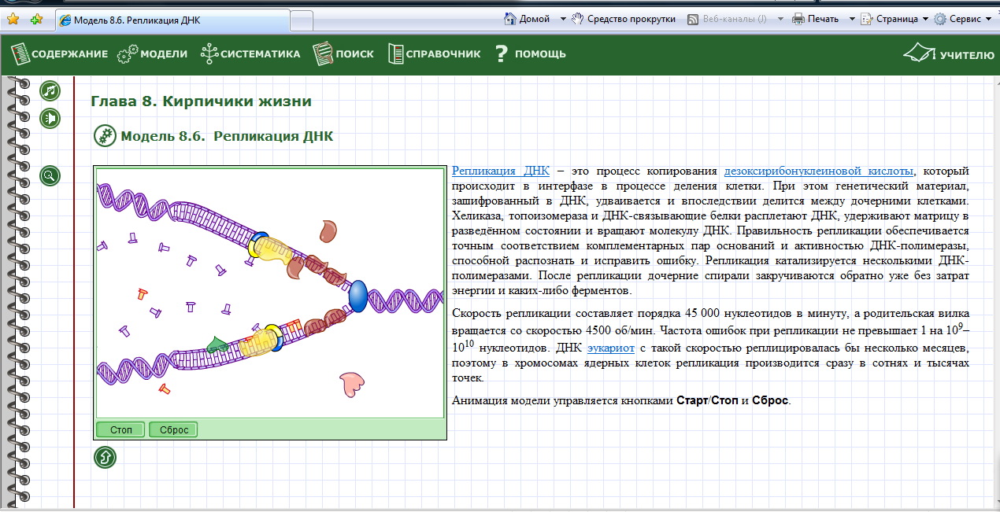 Модель 8.6. Репликация ДНК
Домой
Средство прокрутки
Веб-каналы (J)
Печать
Страница
Сервис
СОДЕРЖАНИЕ
МОДЕЛИ
СИСТЕМАТИКА
ПОИСК
СПРАВОЧНИК
? ПОМОЩЬ
УЧИТЕЛЮ
Глава 8. Кирпичики жизни
Модель 8.6. Репликация ДНК
Репликация ДНК – это процесс копирования дезоксирибонуклеиновой кислоты, который
происходит в интерфазе в процессе деления клетки. При этом генетический материал,
зашифрованный в ДНК, удваивается и впоследствии делится между дочерними клетками.
Хеликаза, топоизомераза и ДНК-связывающие белки расплетают ДНК, удерживают матрицу в
разведённом состоянии и вращают молекулу ДНК. Правильность репликации обеспечивается
точным соответствием комплементарных пар оснований и активностью ДНК-полимеразы,
способной распознать и исправить ошибку. Репликация катализируется несколькими ДНК-
полимеразами. После репликации дочерние спирали закручиваются обратно уже без затрат
энергии и каких-либо ферментов.
Скорость репликации составляет порядка 45 000 нуклеотидов в минуту, а родительская вилка
вращается со скоростью 4500 об/мин. Частота ошибок при репликации не превышает 1 на 10⁹–
10¹⁰ нуклеотидов. ДНК эукариот с такой скоростью реплицировалась бы несколько месяцев,
поэтому в хромосомах ядерных клеток репликация производится сразу в сотнях и тысячах
точек.
Анимация модели управляется кнопками Старт/Стоп и Сброс.
Стоп
Сброс